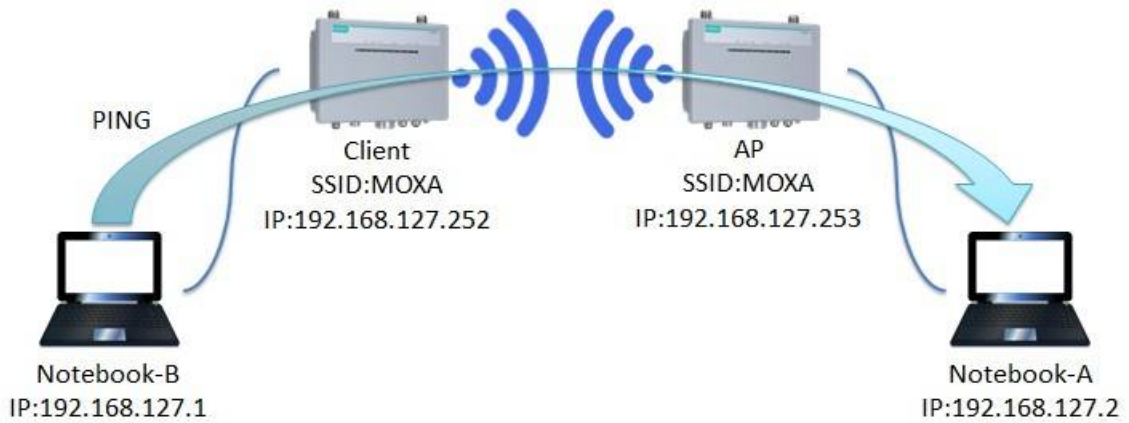 PING
Client
SSID:MOXA
IP:192.168.127.252
AP
SSID:MOXA
IP:192.168.127.253
Notebook-B
IP:192.168.127.1
Notebook-A
IP:192.168.127.2